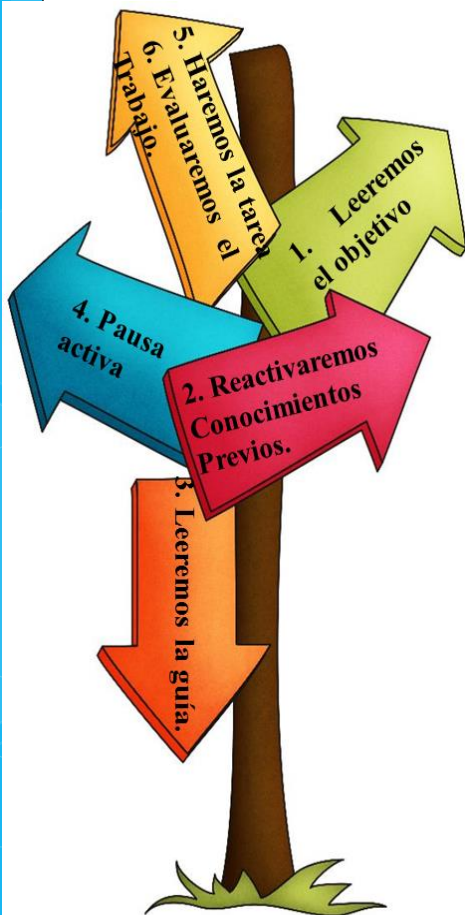 1. Leeremos
el objetivo
2. Reactivaremos
Conocimientos
Previos.
3. Leeremos la guía.
4. Pausa
activa
5. Haremos la tarea
6. Evaluaremos el
Trabajo.